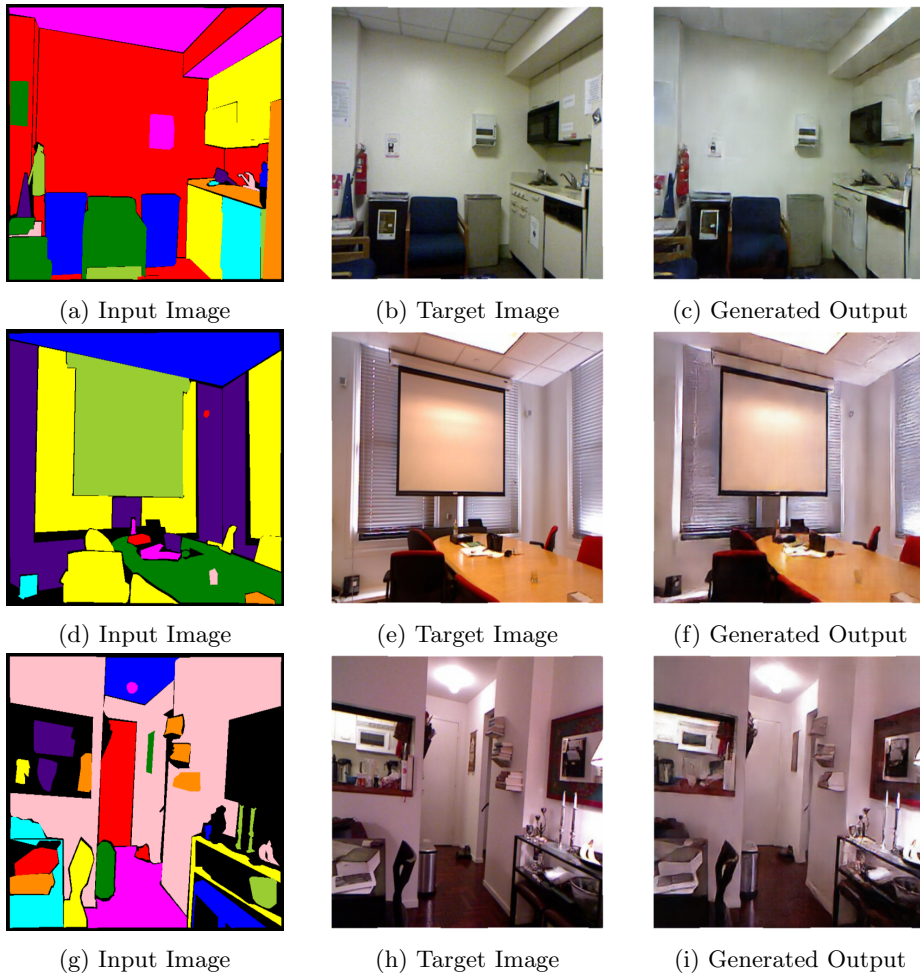 (a) Input Image
(b) Target Image
(c) Generated Output
(d) Input Image
(e) Target Image
(f) Generated Output
(g) Input Image
(h) Target Image
(i) Generated Output